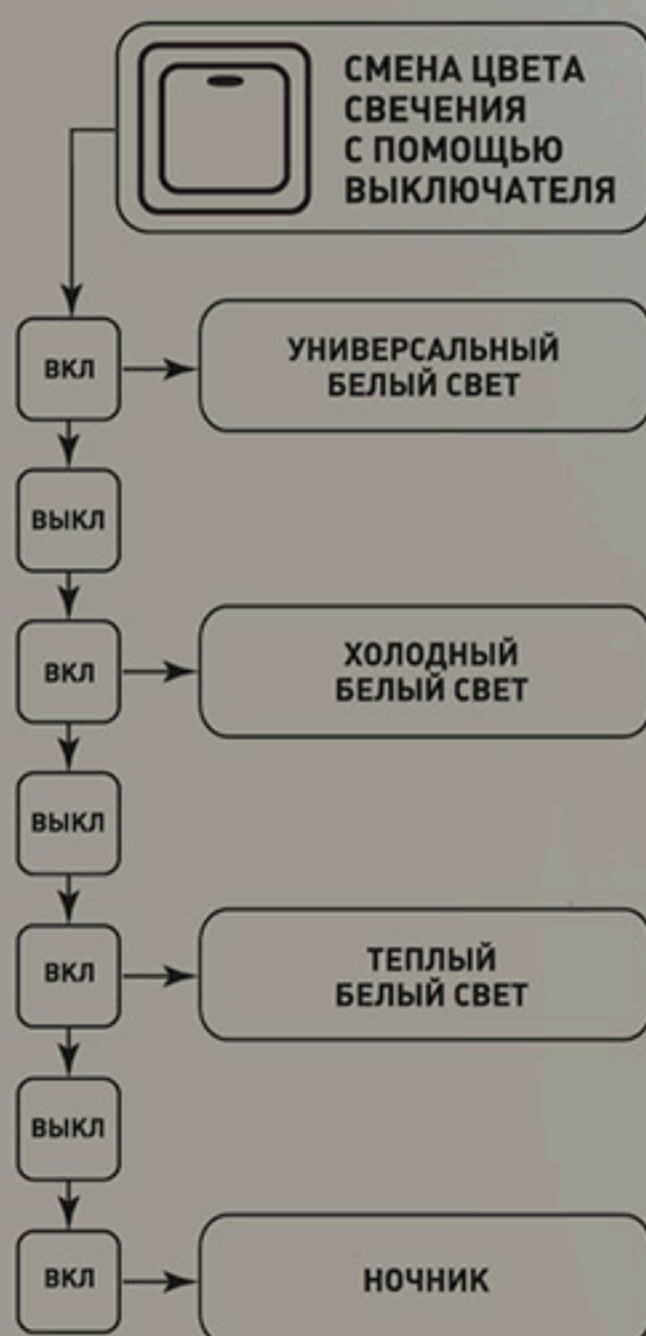 СМЕНА ЦВЕТА
СВЕЧЕНИЯ
С ПОМОЩЬЮ
ВЫКЛЮЧАТЕЛЯ
ВКЛ
УНИВЕРСАЛЬНЫЙ
БЕЛЫЙ СВЕТ
ВЫКЛ
ВКЛ
ХОЛОДНЫЙ
БЕЛЫЙ СВЕТ
ВЫКЛ
ВКЛ
ТЕПЛЫЙ
БЕЛЫЙ СВЕТ
ВЫКЛ
ВКЛ
НОЧНИК